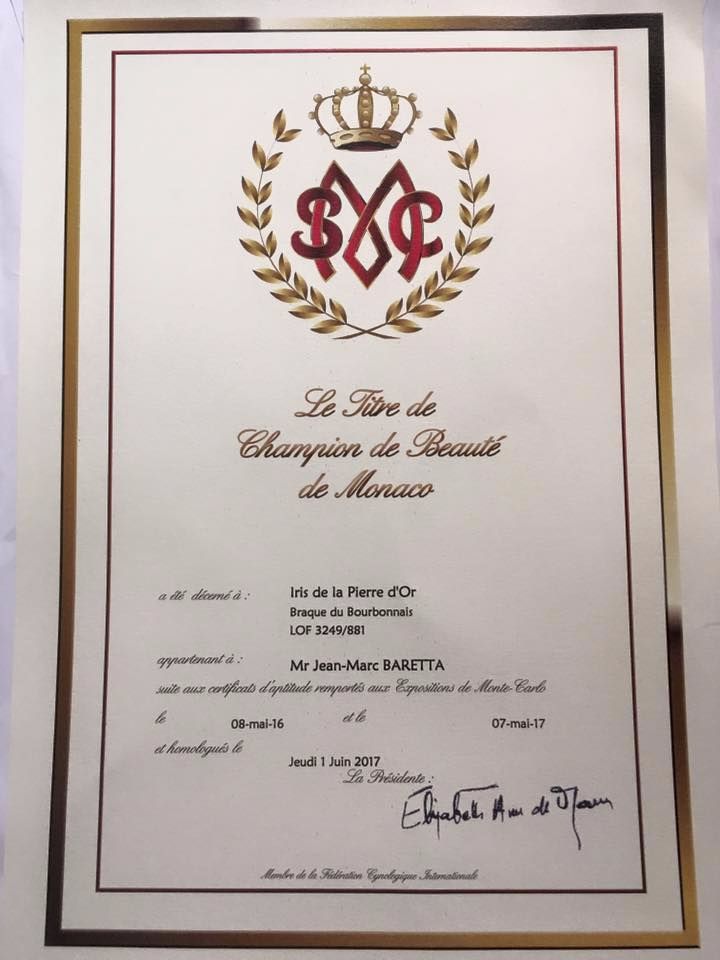 Le Titre de
Champion de Beauté
de Monaco
a été décerné à : Iris de la Pierre d'Or
Braque du Bourbonnais
LOF 3249/881
appartenant à : Mr Jean-Marc BARETTA
suite aux certificats d'aptitude remportés aux Expositions de Monte-Carlo
le 08-mai-16 et le 07-mai-17
et homologués le Jeudi 1 Juin 2017
La Présidente :
Elisabeth Ann de
Membre de la Fédération Cynologique Internationale